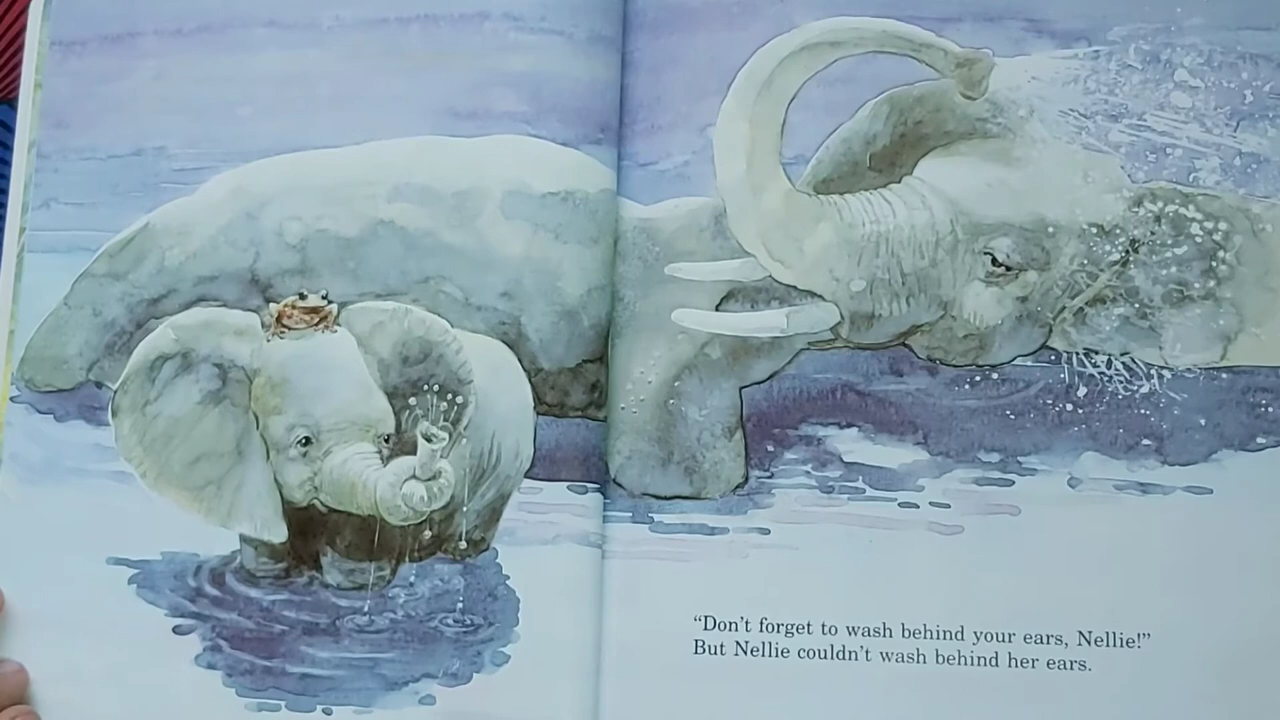 “Don’t forget to wash behind your ears, Nellie!”
But Nellie couldn’t wash behind her ears.